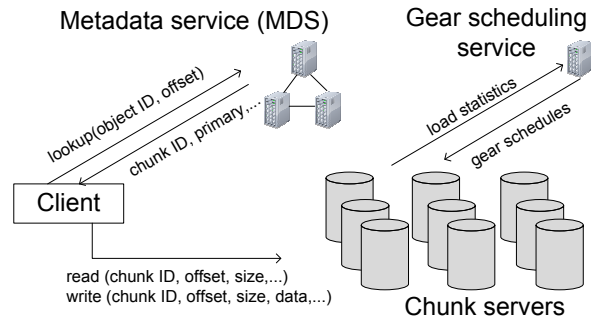 Metadata service (MDS)
Gear scheduling
service
lookup(object ID, offset)
chunk ID, primary,...
load statistics
gear schedules
Client
read (chunk ID, offset, size,...)
write (chunk ID, offset, size, data,...)
Chunk servers